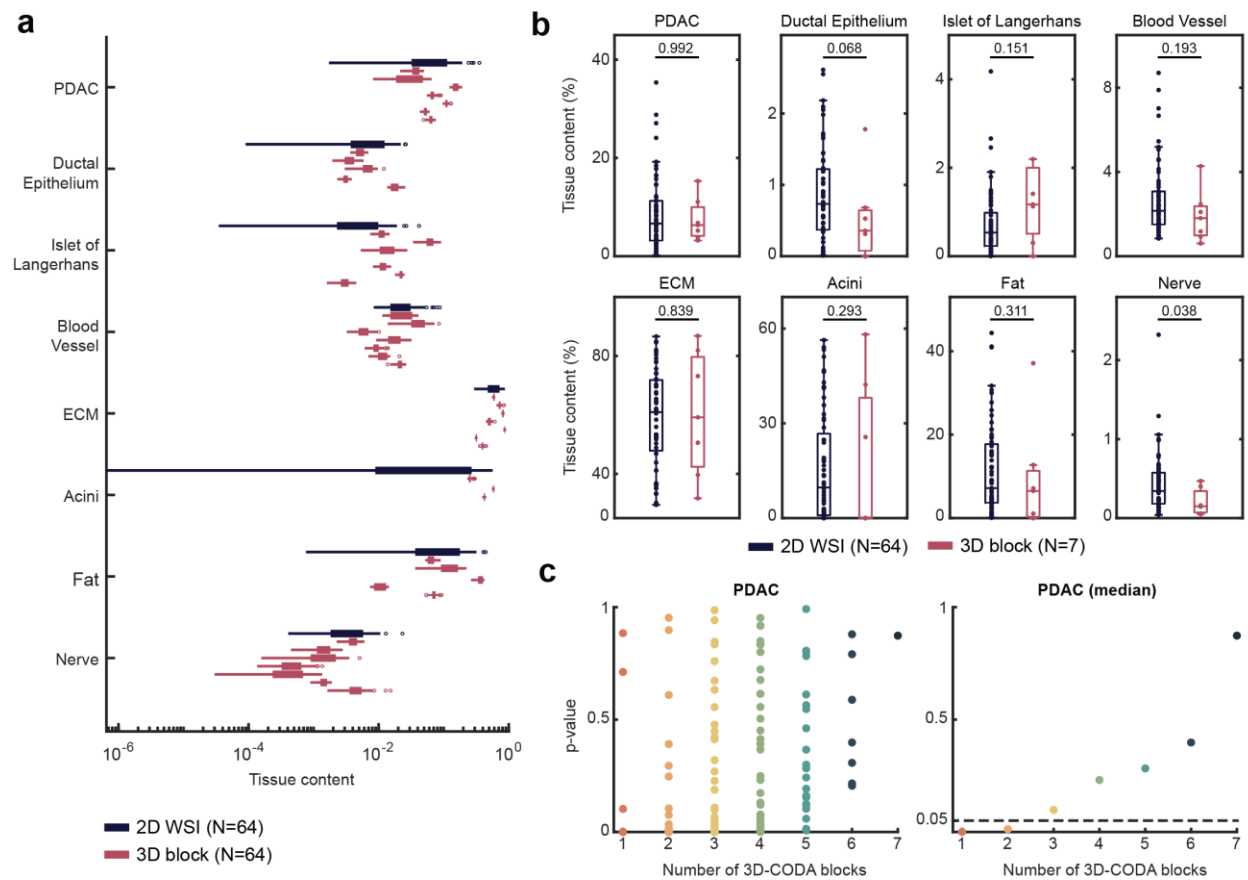 a
PDAC
Ductal
Epithelium
Islet of
Langerhans
Blood
Vessel
ECM
Acini
Fat
Nerve
10-6
10-4
10-2
100
Tissue content
2D WSI (N=64)
3D block (N=64)
b
PDAC
Ductal Epithelium
Islet of Langerhans
Blood Vessel
0.992
0.068
0.151
0.193
Tissue content (%)
40
20
0
2
1
0
4
2
0
8
4
0
ECM
Acini
Fat
Nerve
0.839
0.293
0.311
0.038
Tissue content (%)
80
40
0
60
30
0
40
20
0
2
1
0
2D WSI (N=64)
3D block (N=7)
c
PDAC
PDAC (median)
p-value
1
0.5
0
1 2 3 4 5 6 7
Number of 3D-CODA blocks
1
0.5
0.05
1 2 3 4 5 6 7
Number of 3D-CODA blocks